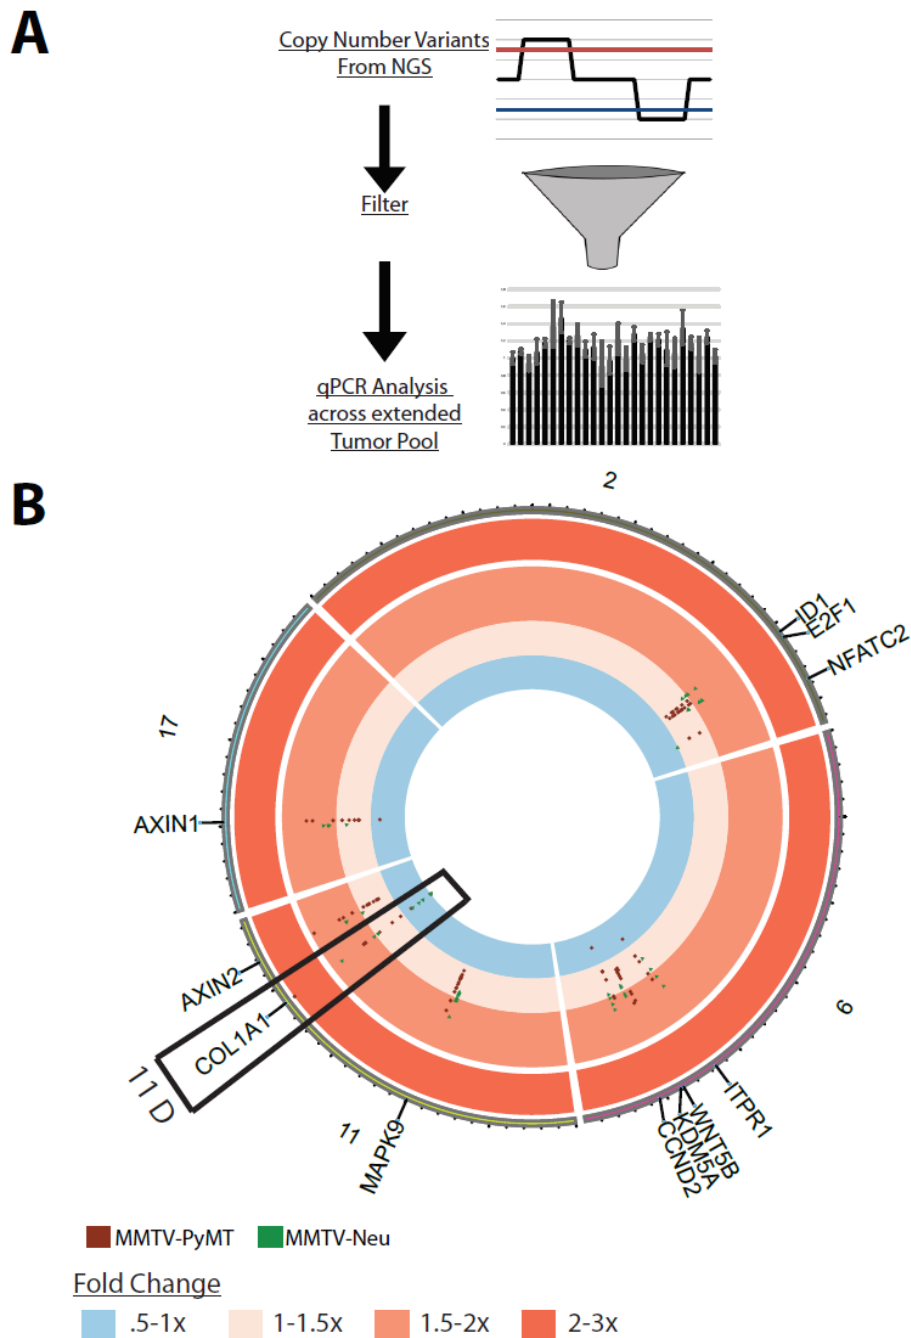 A
Copy Number Variants
From NGS
Filter
qPCR Analysis
across extended
Tumor Pool
B
2
ID1
E2F1
NFATC2
17
AXIN1
AXIN2
COL1A1
11 D
11
MAPK9
6
ITPR1
WNT5B
KDM5A
CCND2
MMTV-PyMT MMTV-Neu
Fold Change
.5-1x 1-1.5x 1.5-2x 2-3x